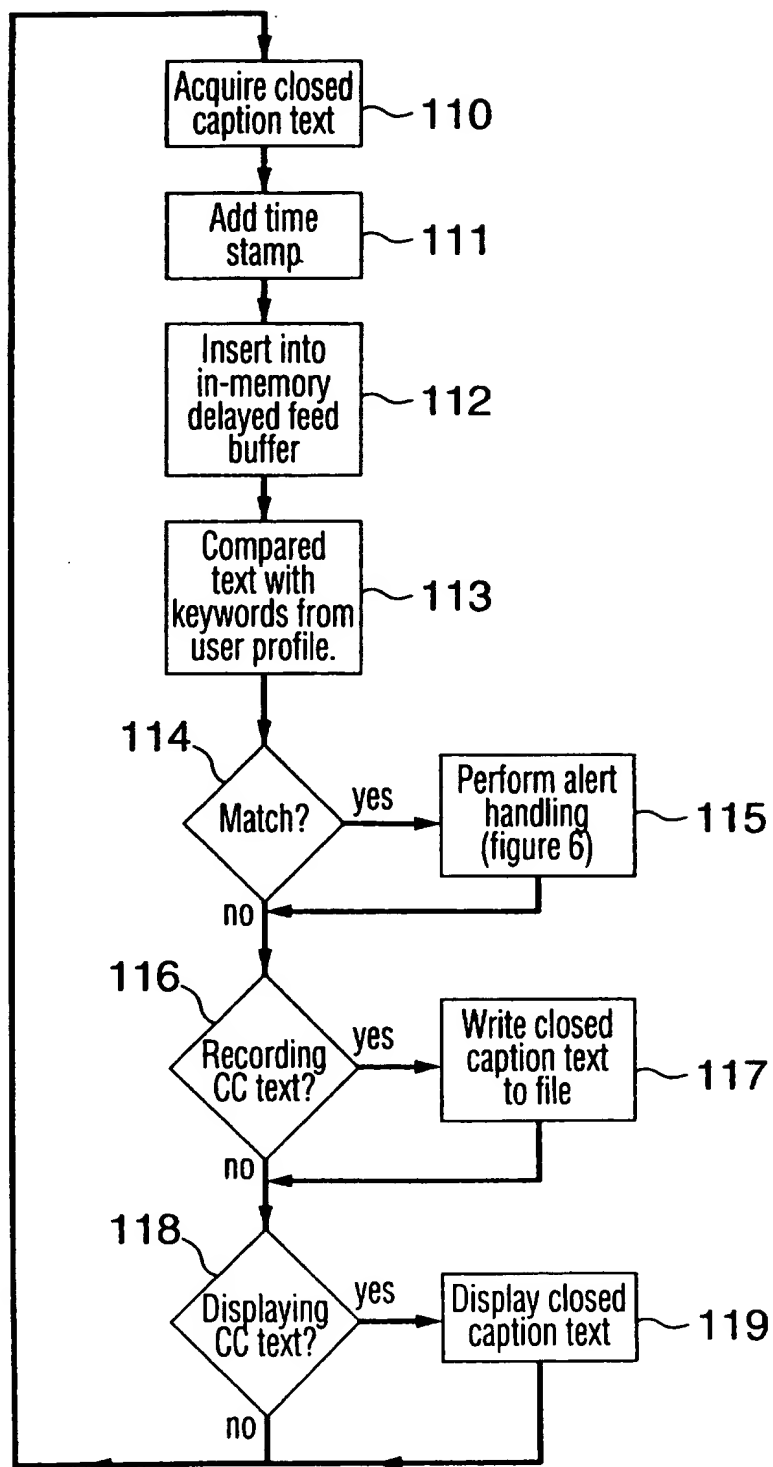 Acquire closed
caption text
110
Add time
stamp
111
Insert into
in-memory
delayed feed
buffer
112
Compared
text with
keywords from
user profile.
113
114
Match?
yes
Perform alert
handling
(figure 6)
115
no
116
Recording
CC text?
yes
Write closed
caption text
to file
117
no
118
Displaying
CC text?
yes
Display closed
caption text
119
no